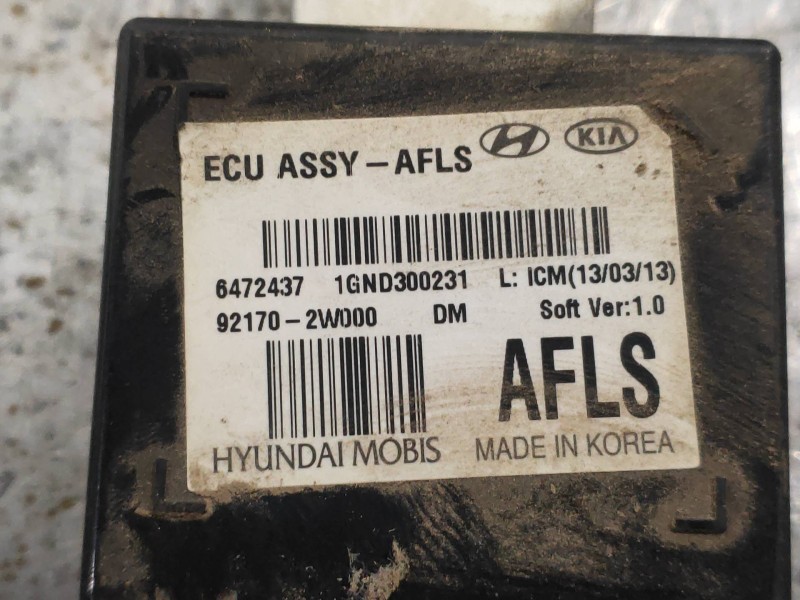 ECU ASSY-AFLS KIA
6472437 1GND300231 L: ICM(13/03/13)
92170-2W000 DM Soft Ver:1.0
AFLS
HYUNDAI MOBIS MADE IN KOREA